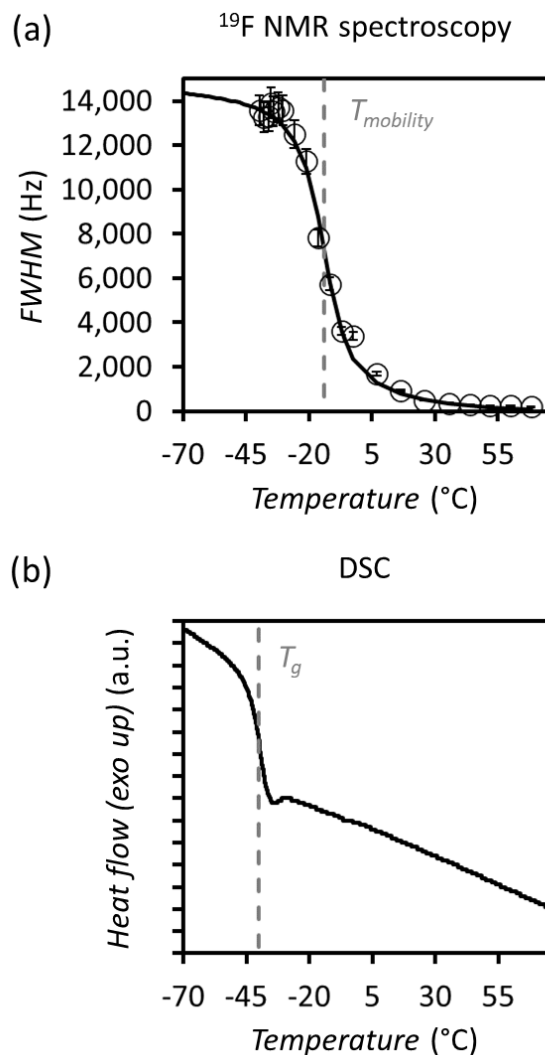 (a)
¹⁹F NMR spectroscopy
14,000
12,000
10,000
8,000
6,000
4,000
2,000
0
FWHM (Hz)
T_mobility
-70 -45 -20 5 30 55
Temperature (°C)
(b)
DSC
Heat flow (exo up) (a.u.)
T_g
-70 -45 -20 5 30 55
Temperature (°C)